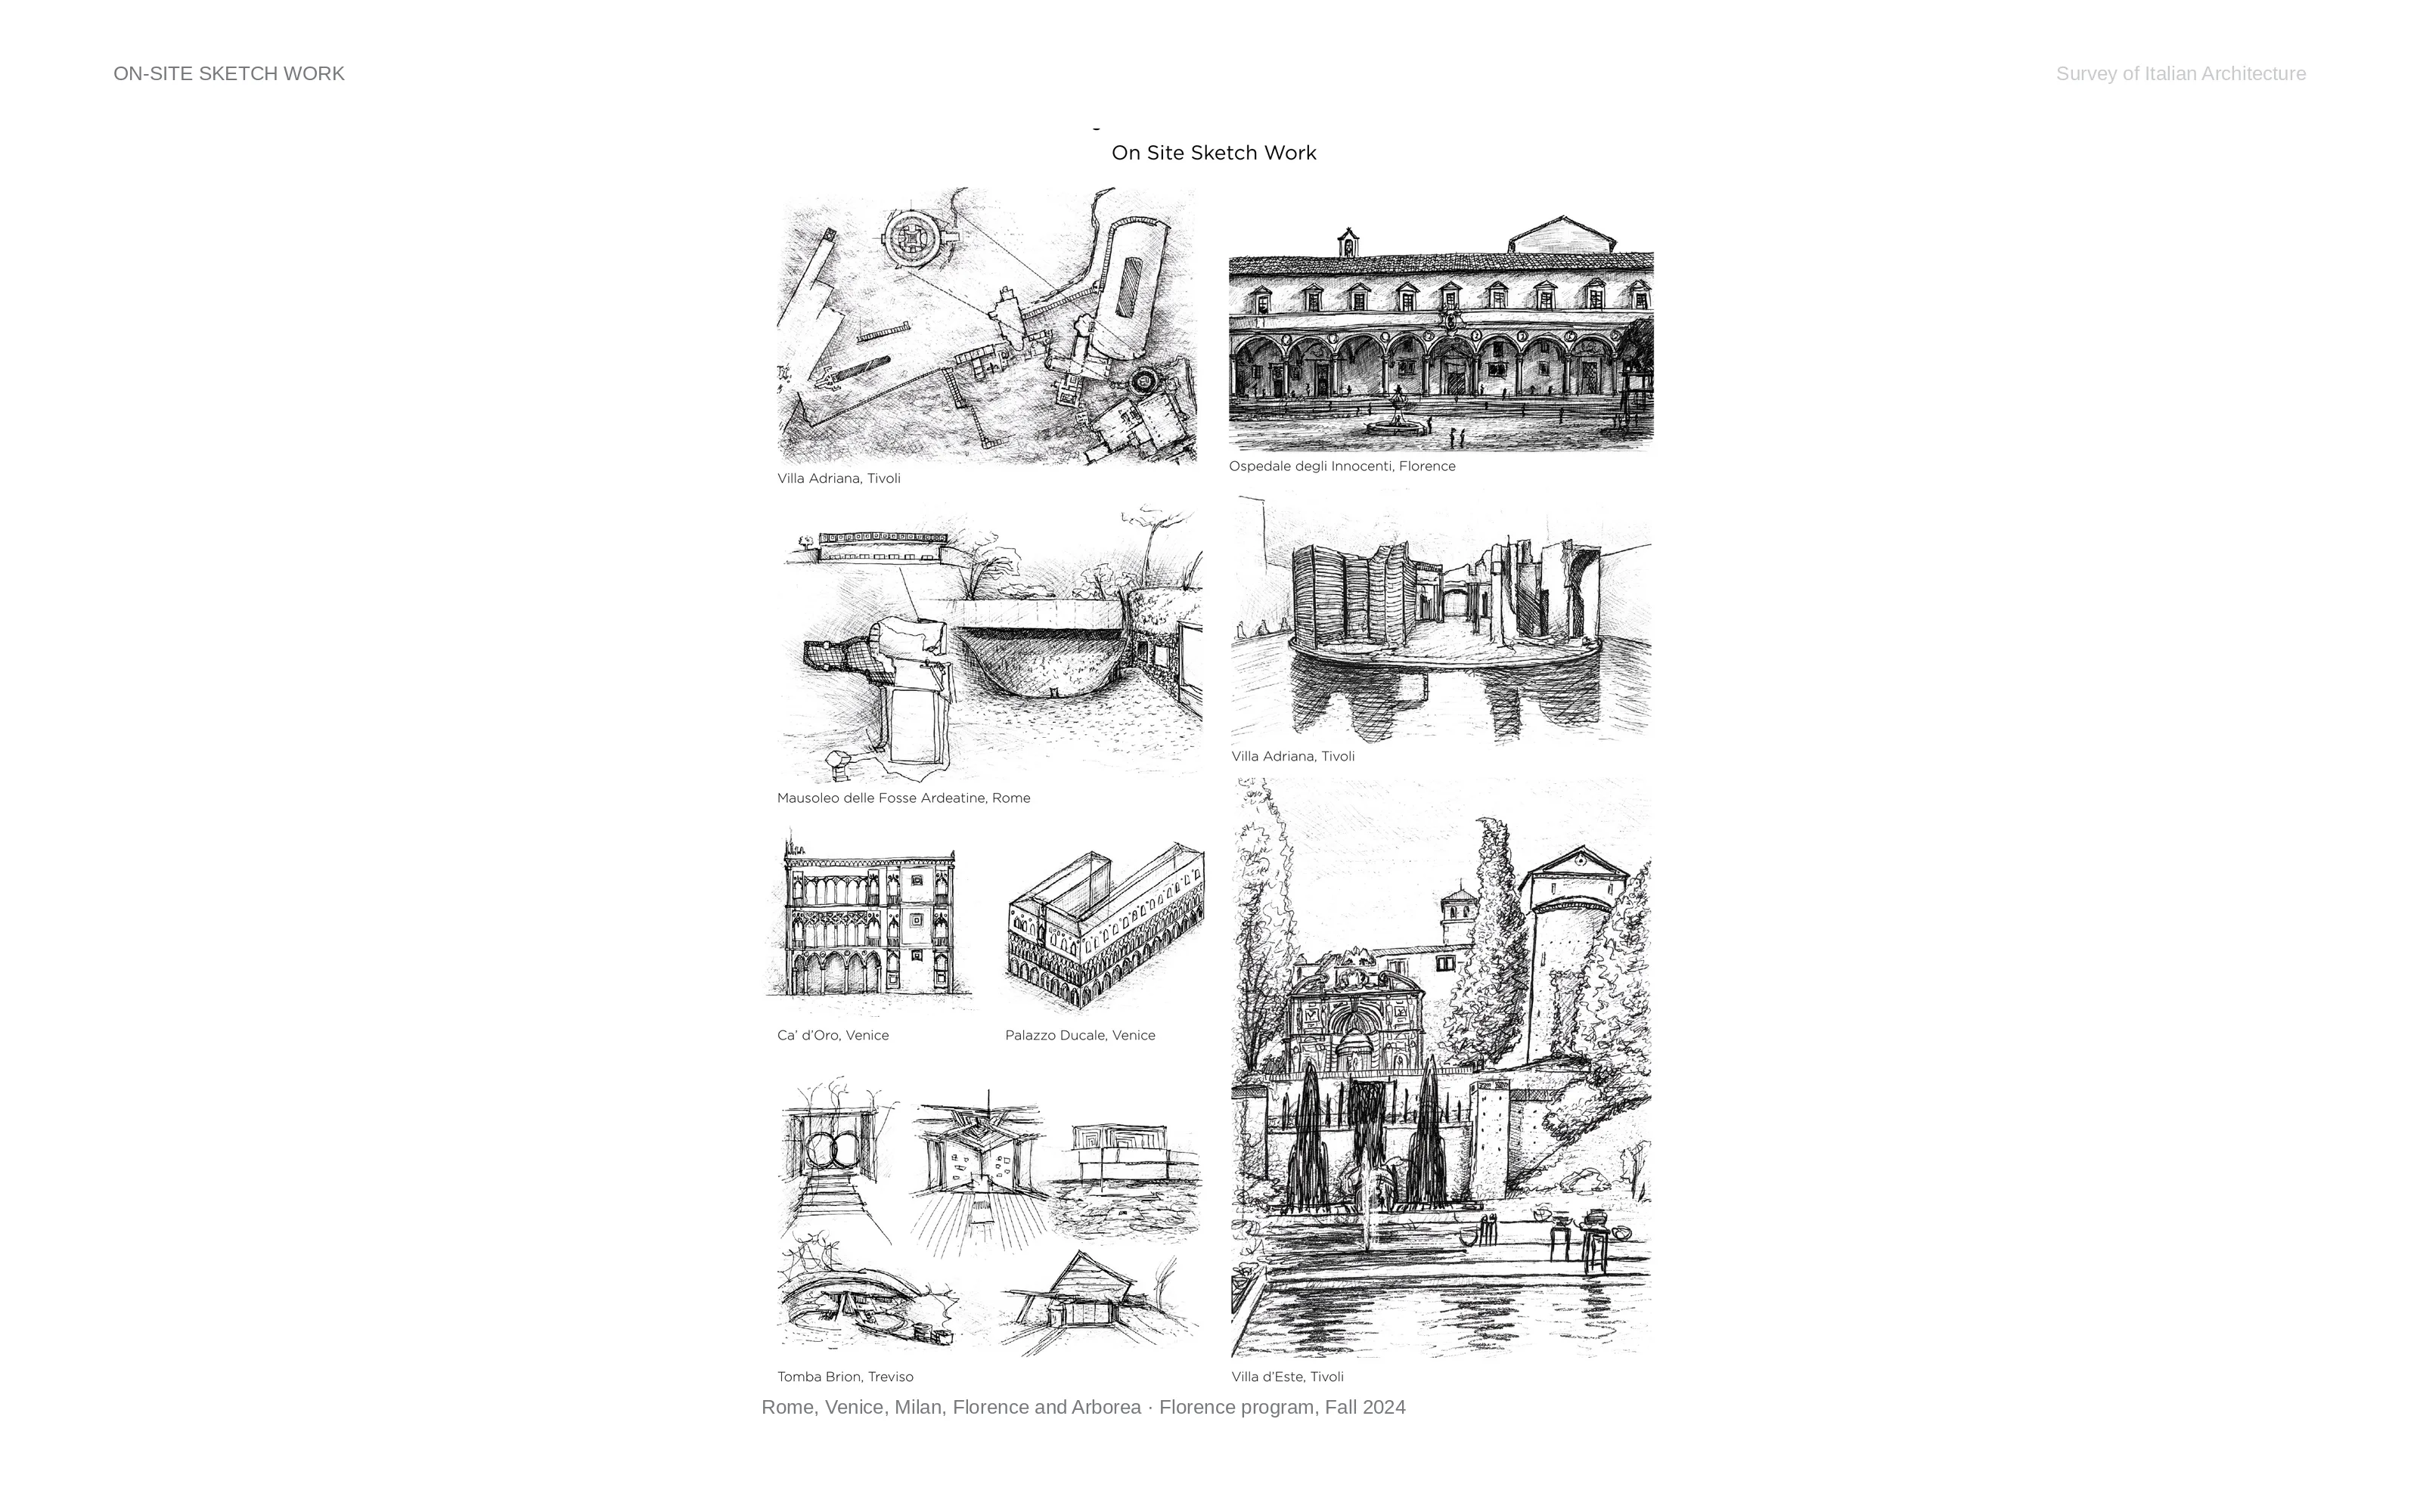 ON-SITE SKETCH WORK
Survey of Italian Architecture
On Site Sketch Work
Villa Adriana, Tivoli
Ospedale degli Innocenti, Florence
Mausoleo delle Fosse Ardeatine, Rome
Villa Adriana, Tivoli
Ca’ d’Oro, Venice
Palazzo Ducale, Venice
Tomba Brion, Treviso
Villa d’Este, Tivoli
Rome, Venice, Milan, Florence and Arborea · Florence program, Fall 2024